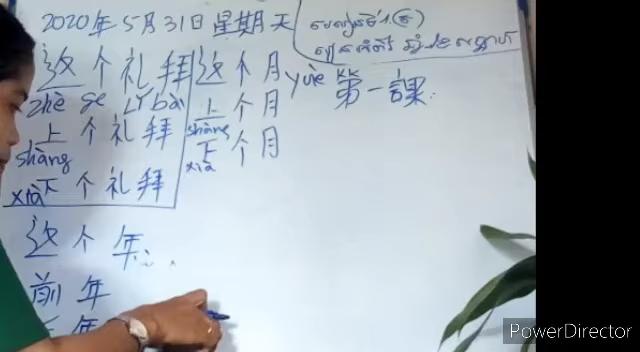 2020年5月31日星期天
这个礼拜
zhè ge Lǐ bài
上个礼拜
shàng
下个礼拜
xià
这个月
yuè
上个月
shàng
下个月
xià
第一課
这个年
前年
年
PowerDirector